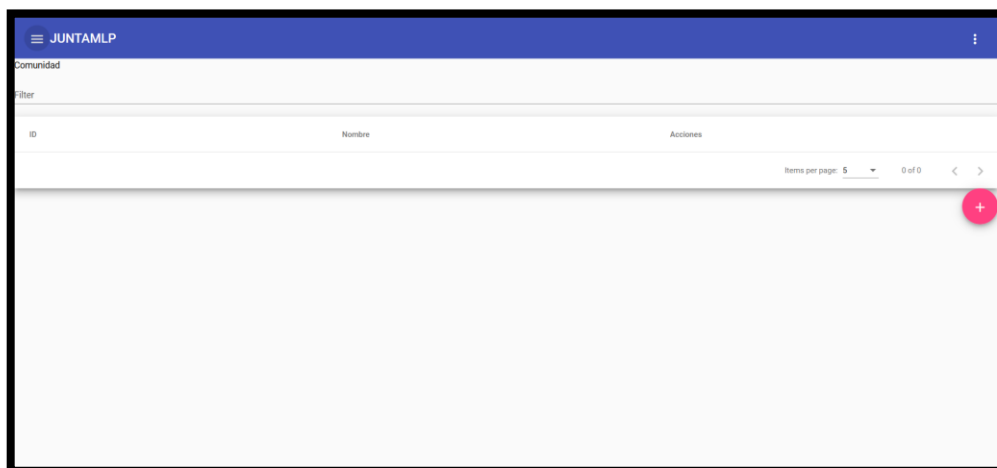 JUNTAMLP
Comunidad
Filter
ID Nombre Acciones
Items per page: 5 0 of 0